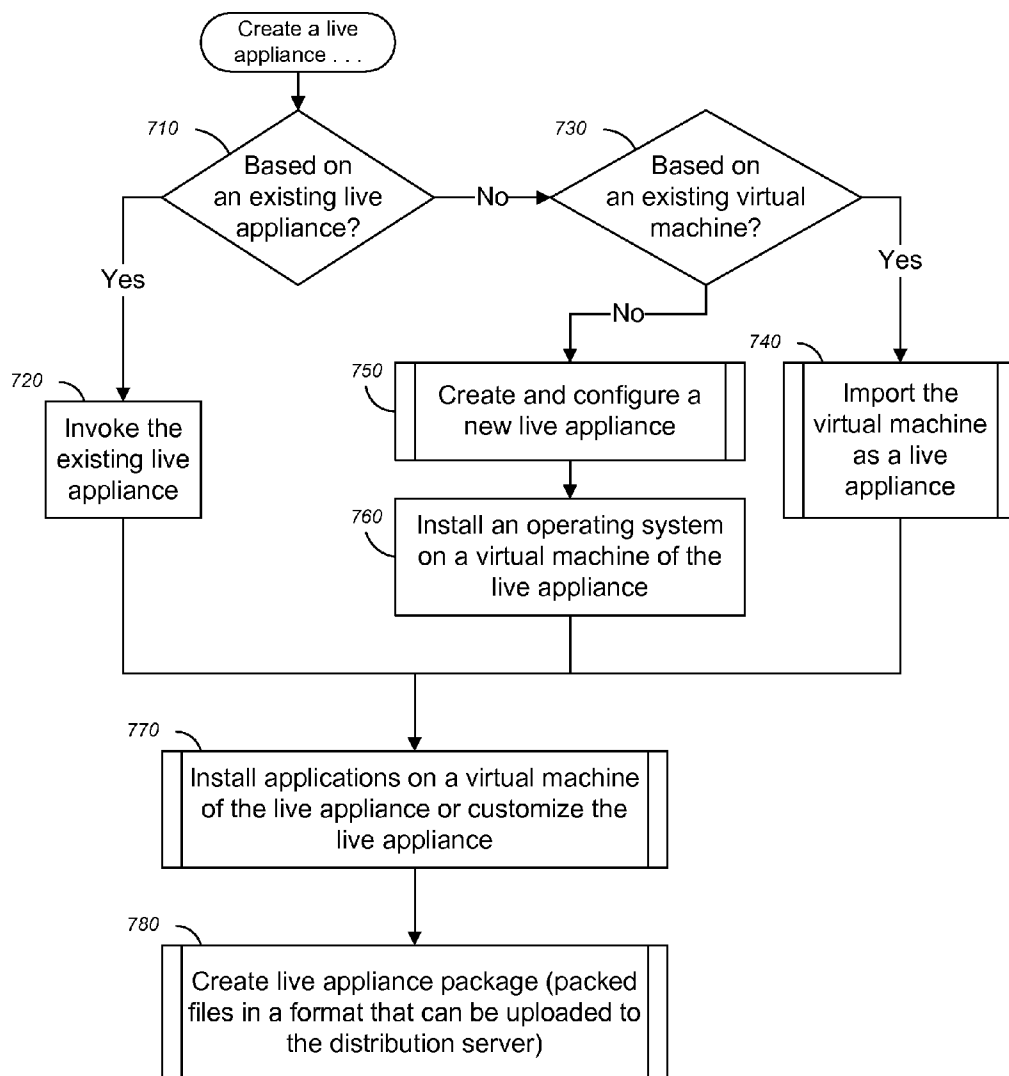 Create a live
appliance . . .
710
Based on
an existing live
appliance?
No
730
Based on
an existing virtual
machine?
Yes
Yes
No
720
Invoke the
existing live
appliance
750
Create and configure a
new live appliance
740
Import the
virtual machine
as a live
appliance
760
Install an operating system
on a virtual machine of the
live appliance
770
Install applications on a virtual machine
of the live appliance or customize the
live appliance
780
Create live appliance package (packed
files in a format that can be uploaded to
the distribution server)